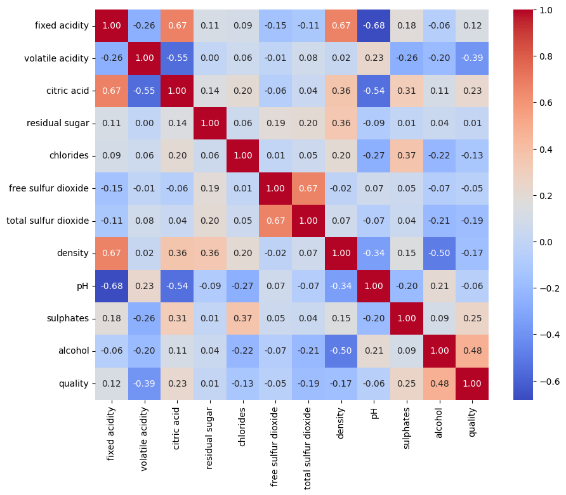 fixed acidity 1.00 -0.26 0.67 0.11 0.09 -0.15 -0.11 0.67 -0.68 0.18 -0.06 0.12
volatile acidity -0.26 1.00 -0.55 0.00 0.06 -0.01 0.08 0.02 0.23 -0.26 -0.20 -0.39
citric acid 0.67 -0.55 1.00 0.14 0.20 -0.06 0.04 0.36 -0.54 0.31 0.11 0.23
residual sugar 0.11 0.00 0.14 1.00 0.06 0.19 0.20 0.36 -0.09 0.01 0.04 0.01
chlorides 0.09 0.06 0.20 0.06 1.00 0.01 0.05 0.20 -0.27 0.37 -0.22 -0.13
free sulfur dioxide -0.15 -0.01 -0.06 0.19 0.01 1.00 0.67 -0.02 0.07 0.05 -0.07 -0.05
total sulfur dioxide -0.11 0.08 0.04 0.20 0.05 0.67 1.00 0.07 -0.07 0.04 -0.21 -0.19
density 0.67 0.02 0.36 0.36 0.20 -0.02 0.07 1.00 -0.34 0.15 -0.50 -0.17
pH -0.68 0.23 -0.54 -0.09 -0.27 0.07 -0.07 -0.34 1.00 -0.20 0.21 -0.06
sulphates 0.18 -0.26 0.31 0.01 0.37 0.05 0.04 0.15 -0.20 1.00 0.09 0.25
alcohol -0.06 -0.20 0.11 0.04 -0.22 -0.07 -0.21 -0.50 0.21 0.09 1.00 0.48
quality 0.12 -0.39 0.23 0.01 -0.13 -0.05 -0.19 -0.17 -0.06 0.25 0.48 1.00
fixed acidity
volatile acidity
citric acid
residual sugar
chlorides
free sulfur dioxide
total sulfur dioxide
density
pH
sulphates
alcohol
quality
1.0
0.8
0.6
0.4
0.2
0.0
−0.2
−0.4
−0.6